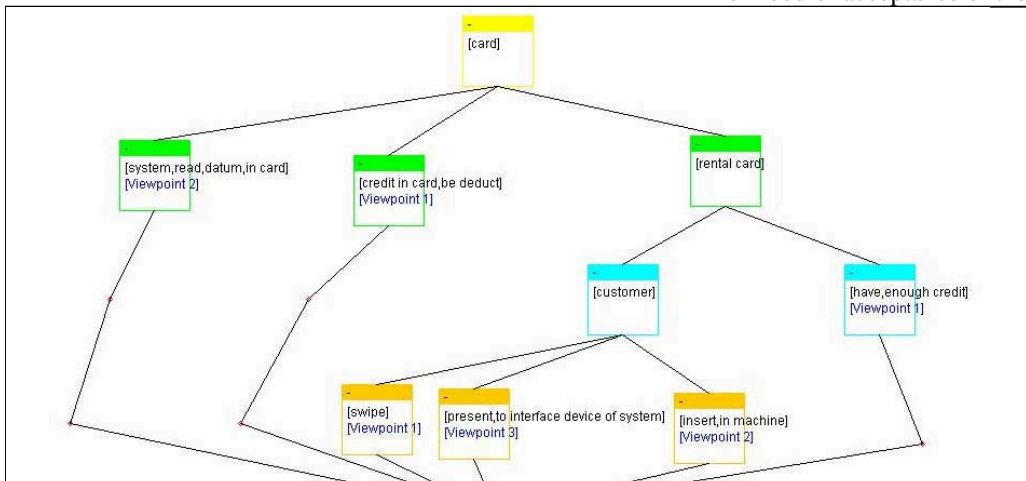 [card]
[system,read,datum,in card]
[Viewpoint 2]
[credit in card,be deduct]
[Viewpoint 1]
[rental card]
[customer]
[have,enough credit]
[Viewpoint 1]
[swipe]
[Viewpoint 1]
[present,to interface device of system]
[Viewpoint 3]
[insert,in machine]
[Viewpoint 2]